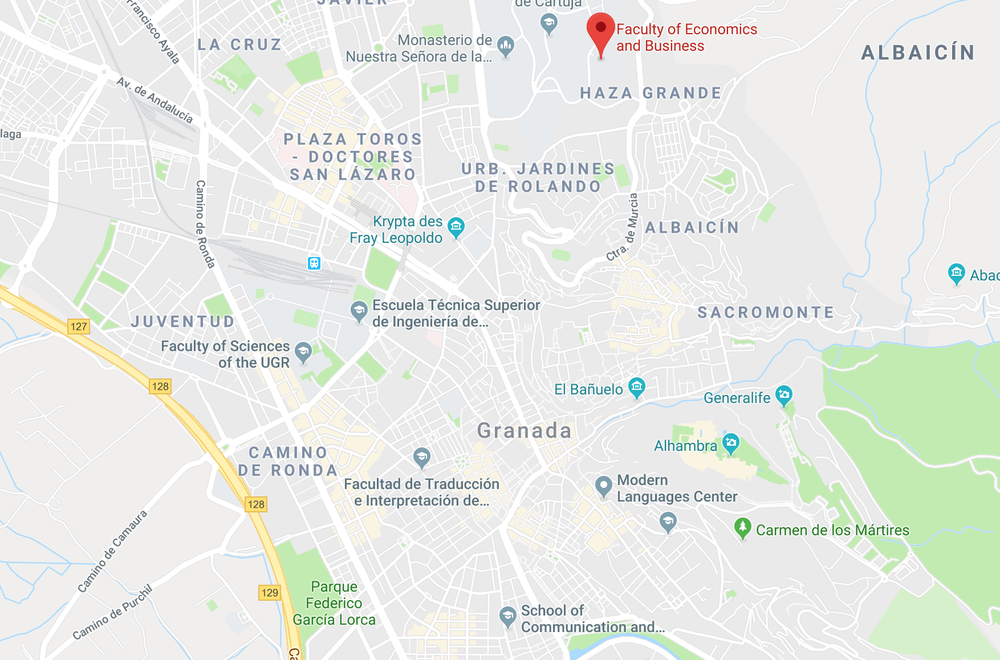 JAVIER
de Cartuja
Francisco Ayala
LA CRUZ
Monasterio de
Nuestra Señora de la...
Faculty of Economics
and Business
ALBAICÍN
Av. de Andalucía
HAZA GRANDE
laga
PLAZA TOROS
- DOCTORES
SAN LÁZARO
URB. JARDINES
DE ROLANDO
Camino de Ronda
Ctra. de Murcia
Krypta des
Fray Leopoldo
ALBAICÍN
Abad
Escuela Técnica Superior
de Ingeniería de...
SACROMONTE
127
JUVENTUD
Faculty of Sciences
of the UGR
128
El Bañuelo
Generalife
Granada
Alhambra
CAMINO
DE RONDA
Facultad de Traducción
e Interpretación de...
Modern
Languages Center
128
Camino de Camaura
Carmen de los Mártires
129
Parque
Federico
García Lorca
Camino de Purchil
School of
Communication and...
Ca